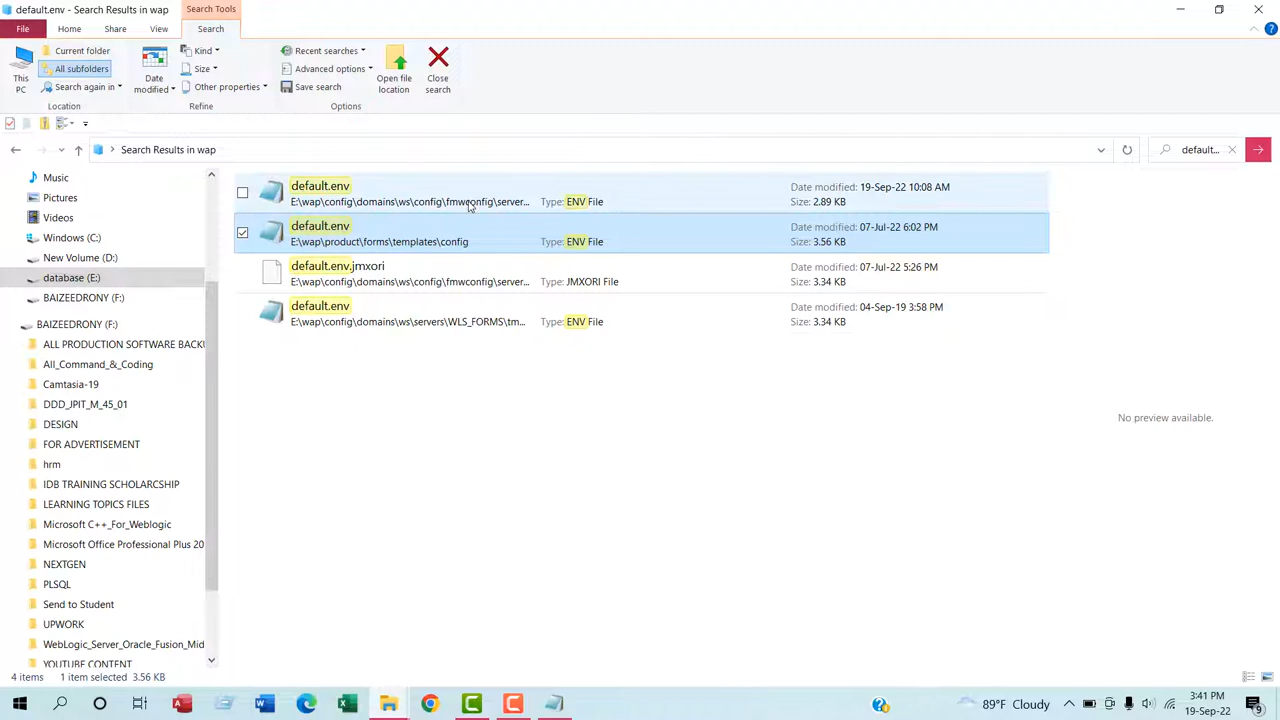 default.env - Search Results in wap
Search Tools
File
Home
Share
View
Search
This PC
Current folder
All subfolders
Search again in
Location
Date modified
Kind
Size
Other properties
Refine
Recent searches
Advanced options
Save search
Open file location
Close search
Options
Search Results in wap
default...
Music
Pictures
Videos
Windows (C:)
New Volume (D:)
database (E:)
BAIZEEDRONY (F:)
BAIZEEDRONY (F:)
ALL PRODUCTION SOFTWARE BACKU
All_Command_&_Coding
Camtasia-19
DDD_JPIT_M_45_01
DESIGN
FOR ADVERTISEMENT
hrm
IDB TRAINING SCHOLARSCHIP
LEARNING TOPICS FILES
Microsoft C++_For_Weblogic
Microsoft Office Professional Plus 20
NEXTGEN
PLSQL
Send to Student
UPWORK
WebLogic_Server_Oracle_Fusion_Mid
YOUTUBE CONTENT
default.env
E:\wap\config\domains\ws\config\fmwconfig\server...
Type: ENV File
Date modified: 19-Sep-22 10:08 AM
Size: 2.89 KB
default.env
E:\wap\product\forms\templates\config
Type: ENV File
Date modified: 07-Jul-22 6:02 PM
Size: 3.56 KB
default.env.jmxori
E:\wap\config\domains\ws\config\fmwconfig\server...
Type: JMXORI File
Date modified: 07-Jul-22 5:26 PM
Size: 3.34 KB
default.env
E:\wap\config\domains\ws\servers\WLS_FORMS\tm...
Type: ENV File
Date modified: 04-Sep-19 3:58 PM
Size: 3.34 KB
No preview available.
4 items 1 item selected 3.56 KB
89°F Cloudy
3:41 PM
19-Sep-22
9